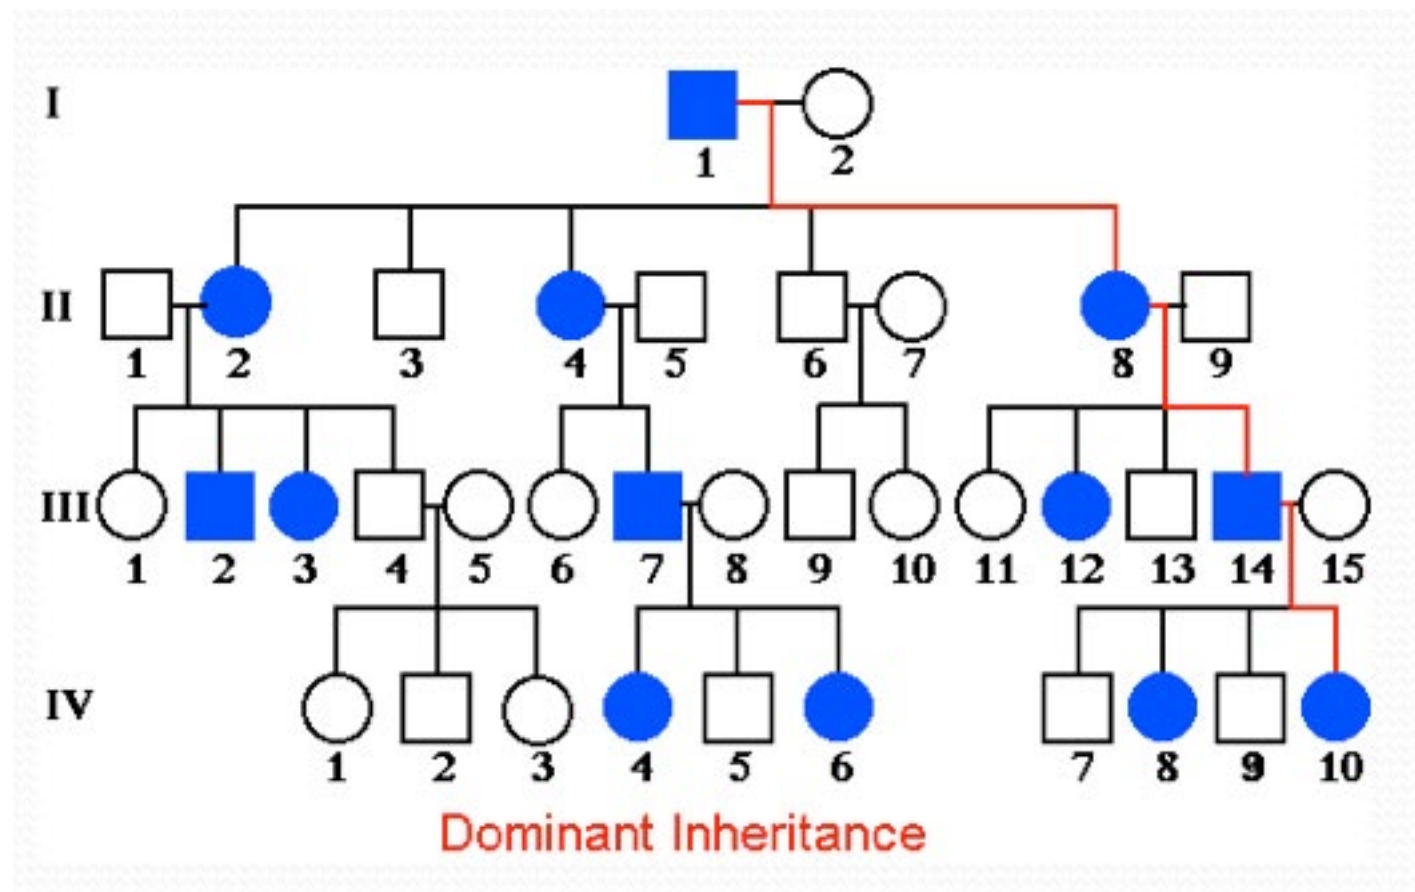 I
1 2
II
1 2 3 4 5 6 7 8 9
III
1 2 3 4 5 6 7 8 9 10 11 12 13 14 15
IV
1 2 3 4 5 6 7 8 9 10
Dominant Inheritance